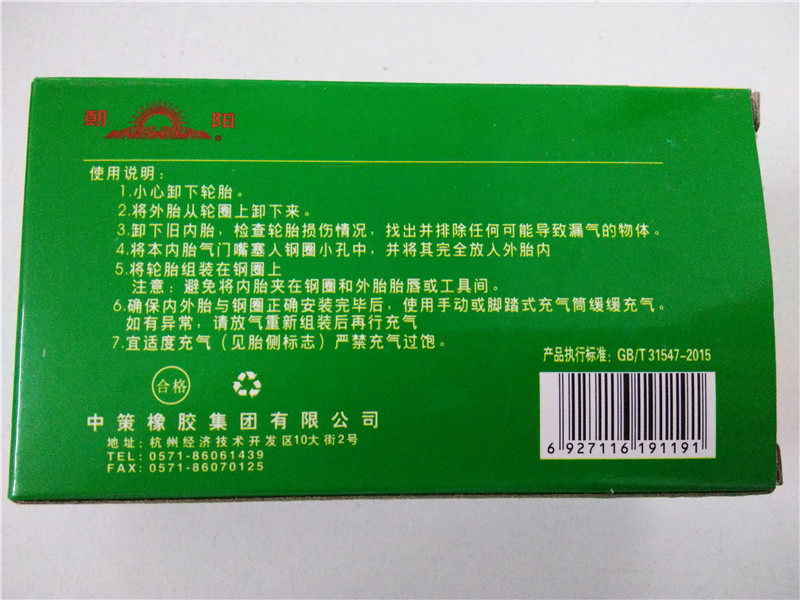 朝 阳
使用说明：
1.小心卸下轮胎。
2.将外胎从轮圈上卸下来。
3.卸下旧内胎，检查轮胎损伤情况，找出并排除任何可能导致漏气的物体。
4.将本内胎气门嘴塞人钢圈小孔中，并将其完全放人外胎内
5.将轮胎组装在钢圈上
注意：避免将内胎夹在钢圈和外胎胎唇或工具间。
6.确保内外胎与钢圈正确安装完毕后，使用手动或脚踏式充气筒缓缓充气。
如有异常，请放气重新组装后再行充气
7.宜适度充气（见胎侧标志）严禁充气过饱。
产品执行标准：GB/T 31547-2015
合格
中策橡胶集团有限公司
地址：杭州经济技术开发区10大街2号
TEL: 0571-86061439
FAX: 0571-86070125
6 927116 191191